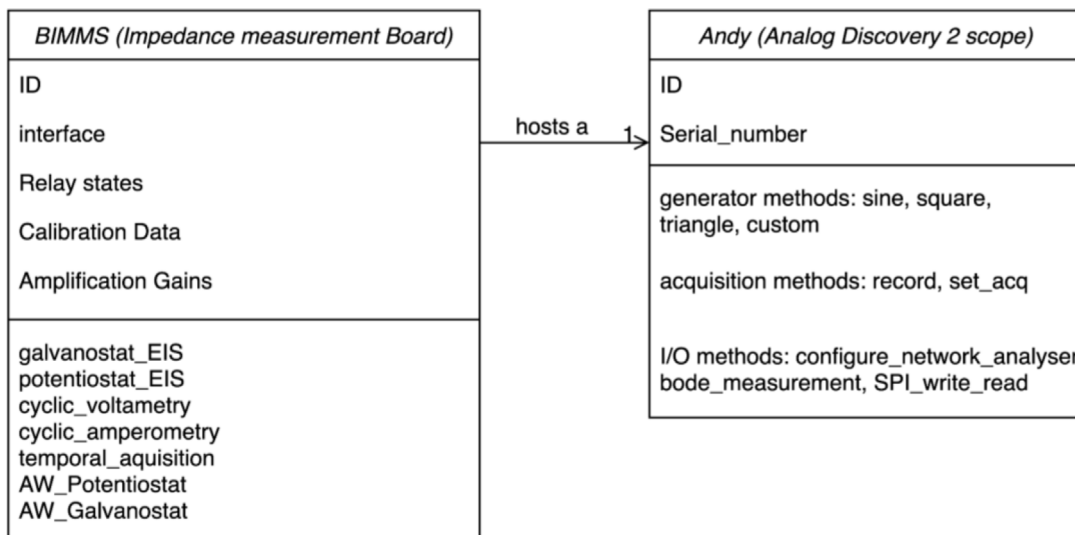 BIMMS (Impedance measurement Board)
ID
interface
Relay states
Calibration Data
Amplification Gains
galvanostat_EIS
potentiostat_EIS
cyclic_voltametry
cyclic_amperometry
temporal_aquisition
AW_Potentiostat
AW_Galvanostat
hosts a
1
Andy (Analog Discovery 2 scope)
ID
Serial_number
generator methods: sine, square,
triangle, custom
acquisition methods: record, set_acq
I/O methods: configure_network_analyser
bode_measurement, SPI_write_read